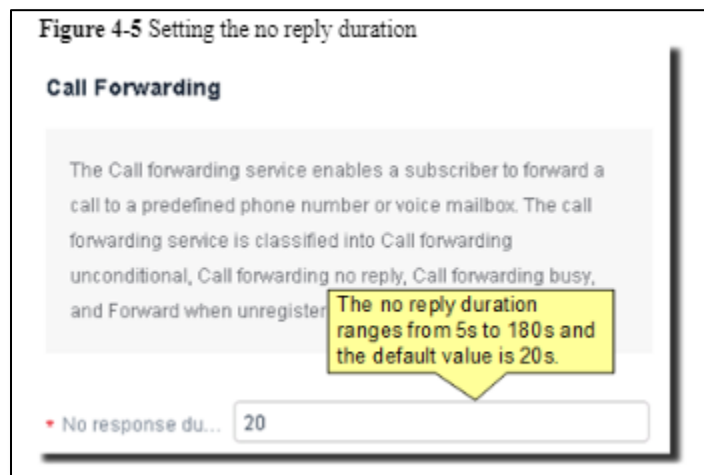 Figure 4-5 Setting the no reply duration
Call Forwarding
The Call forwarding service enables a subscriber to forward a
call to a predefined phone number or voice mailbox. The call
forwarding service is classified into Call forwarding
unconditional, Call forwarding no reply, Call forwarding busy,
and Forward when unregister
The no reply duration
ranges from 5s to 180s and
the default value is 20s.
* No response du... 20